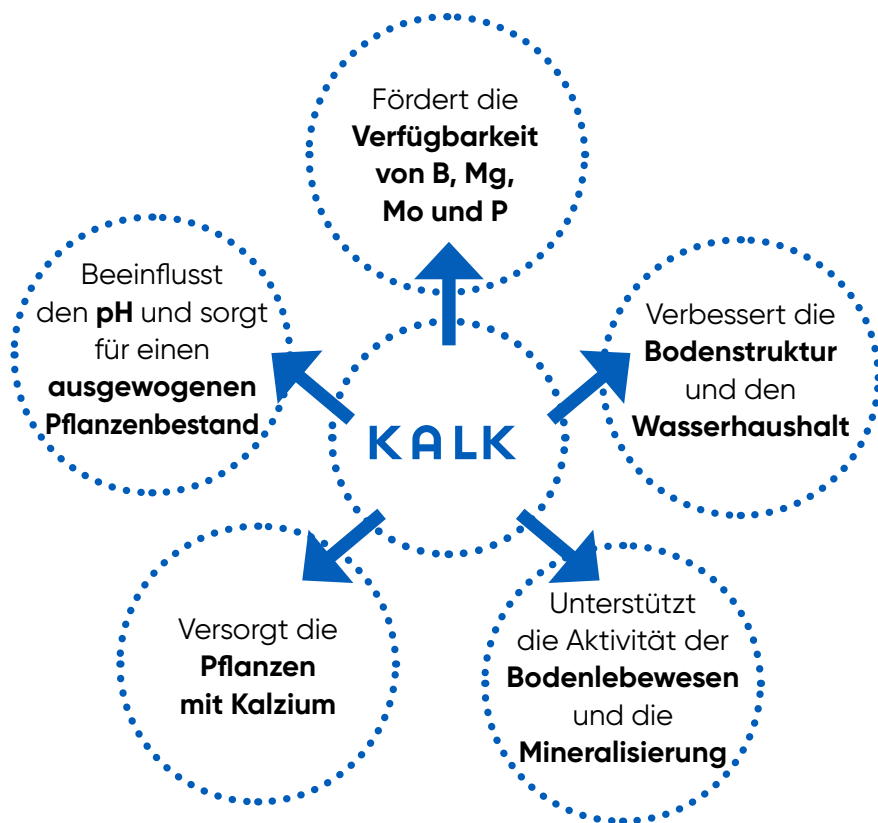 Fördert die
Verfügbarkeit
von B, Mg,
Mo und P
Beeinflusst
den pH und sorgt
für einen
ausgewogenen
Pflanzenbestand
Verbessert die
Bodenstruktur
und den
Wasserhaushalt
KALK
Versorgt die
Pflanzen
mit Kalzium
Unterstützt
die Aktivität der
Bodenlebewesen
und die
Mineralisierung